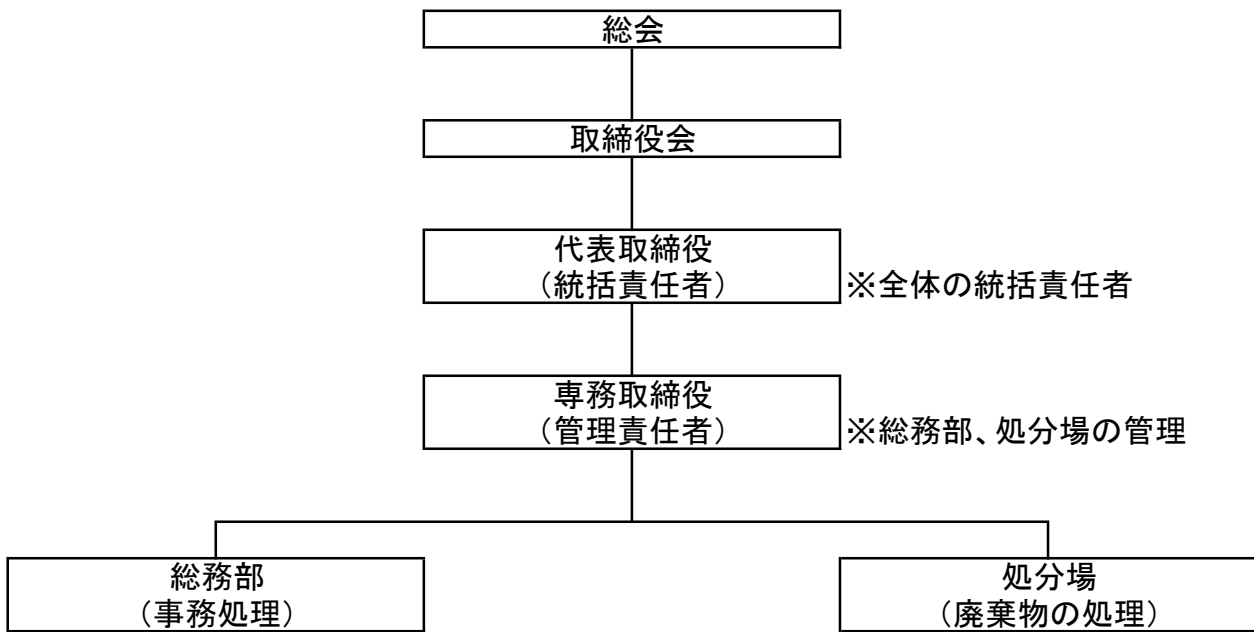 総会
取締役会
代表取締役
（統括責任者）
※全体の統括責任者
専務取締役
（管理責任者）
※総務部、処分場の管理
総務部
（事務処理）
処分場
（廃棄物の処理）